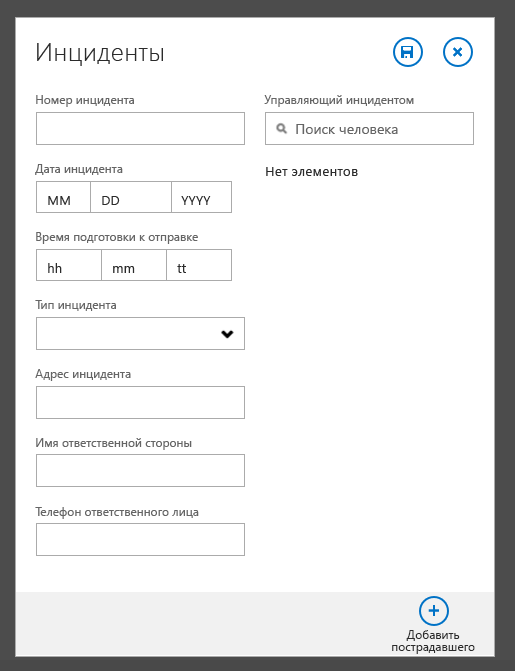 Инциденты
Номер инцидента
Управляющий инцидентом
Поиск человека
Нет элементов
Дата инцидента
MM DD YYYY
Время подготовки к отправке
hh mm tt
Тип инцидента
Адрес инцидента
Имя ответственной стороны
Телефон ответственного лица
Добавить
пострадавшего